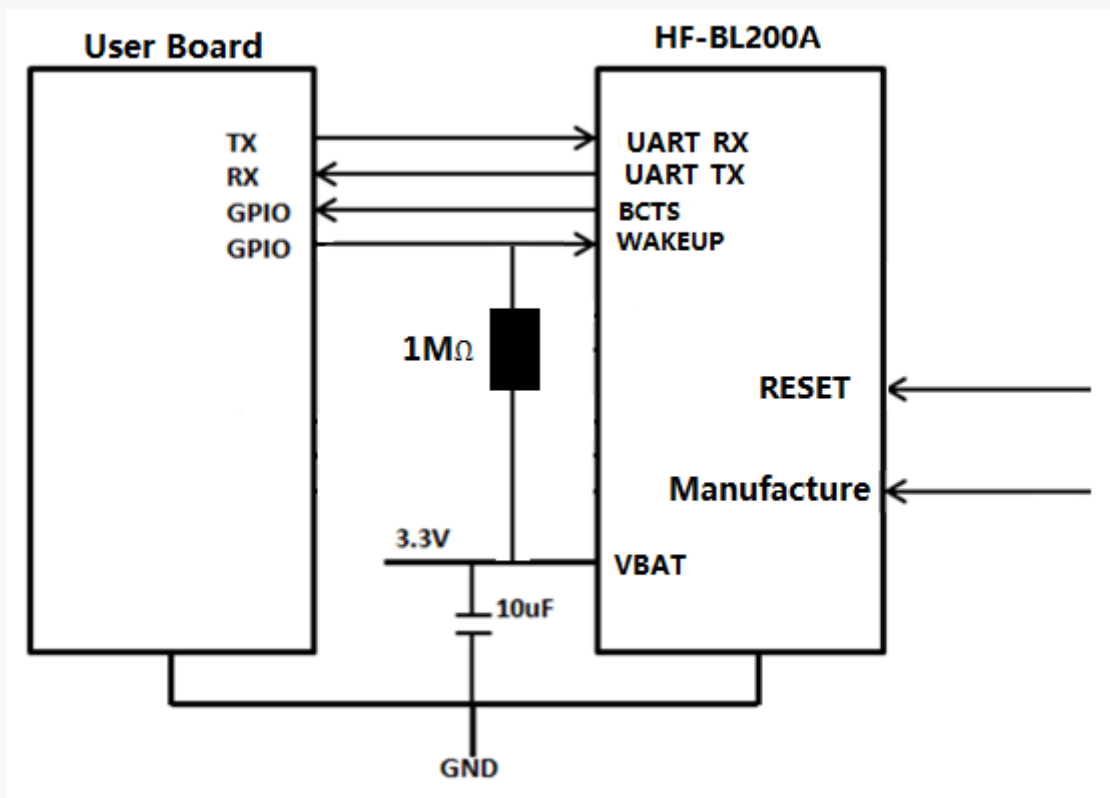 User Board
HF-BL200A
TX
UART RX
RX
UART TX
GPIO
BCTS
GPIO
WAKEUP
1MΩ
RESET
Manufacture
3.3V
VBAT
10uF
GND